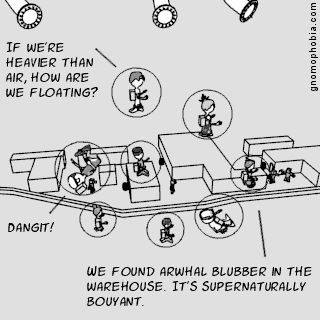 gnomophobia.com
IF WE'RE
HEAVIER THAN
AIR, HOW ARE
WE FLOATING?
DANGIT!
WE FOUND ARWHAL BLUBBER IN THE
WAREHOUSE. IT'S SUPERNATURALLY
BOUYANT.